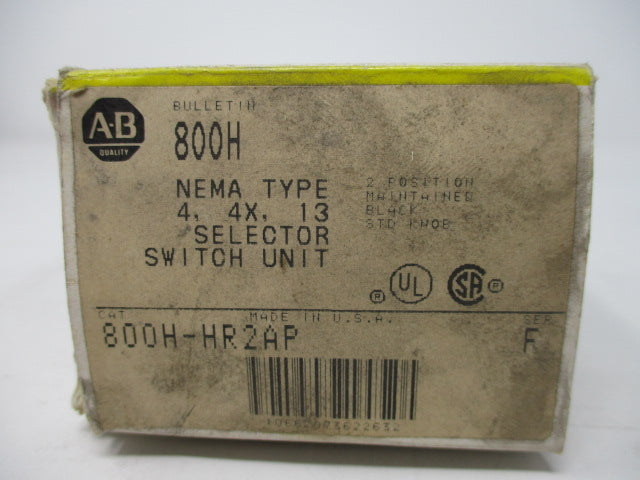 BULLETIN
A-B
QUALITY
800H
NEMA TYPE
4, 4X, 13
SELECTOR
SWITCH UNIT
2 POSITION
MAINTAINED
BLACK
STD KNOB
® UL SA ®
CAT MADE IN U.S.A. SER
800H-HR2AP F